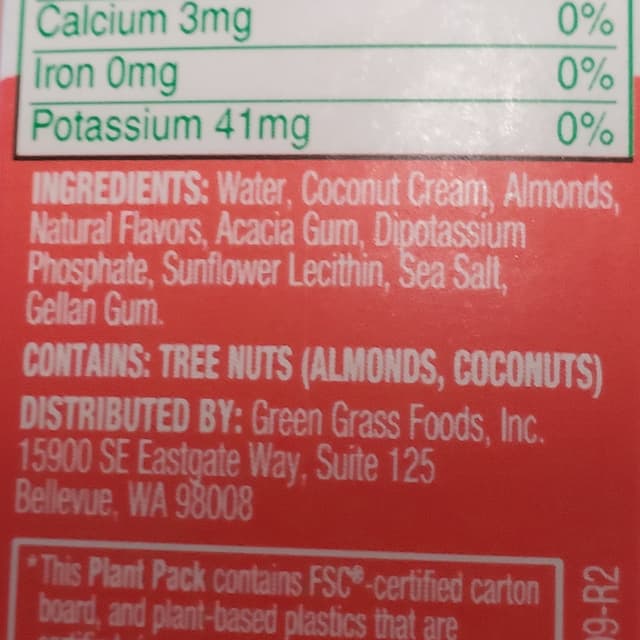 Calcium 3mg 0%
Iron 0mg 0%
Potassium 41mg 0%
INGREDIENTS: Water, Coconut Cream, Almonds,
Natural Flavors, Acacia Gum, Dipotassium
Phosphate, Sunflower Lecithin, Sea Salt,
Gellan Gum.
CONTAINS: TREE NUTS (ALMONDS, COCONUTS)
DISTRIBUTED BY: Green Grass Foods, Inc.
15900 SE Eastgate Way, Suite 125
Bellevue, WA 98008
*This Plant Pack contains FSC®-certified carton
board, and plant-based plastics that are
9-R2